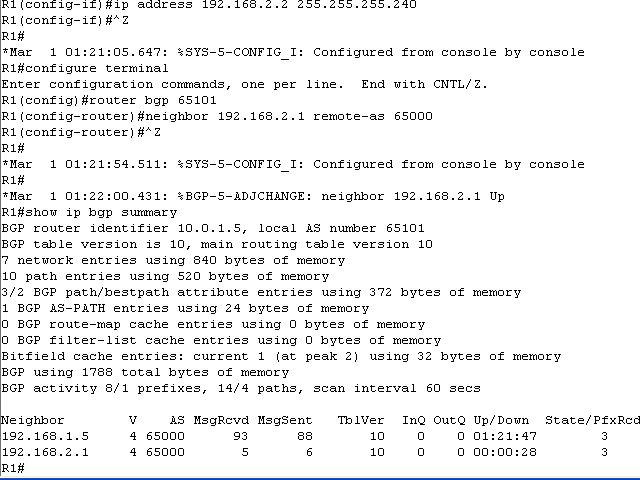 R1(config-if)#ip address 192.168.2.2 255.255.255.240
R1(config-if)#^Z
R1#
*Mar  1 01:21:05.647: %SYS-5-CONFIG_I: Configured from console by console
R1#configure terminal
Enter configuration commands, one per line.  End with CNTL/Z.
R1(config)#router bgp 65101
R1(config-router)#neighbor 192.168.2.1 remote-as 65000
R1(config-router)#^Z
R1#
*Mar  1 01:21:54.511: %SYS-5-CONFIG_I: Configured from console by console
R1#
*Mar  1 01:22:00.431: %BGP-5-ADJCHANGE: neighbor 192.168.2.1 Up
R1#show ip bgp summary
BGP router identifier 10.0.1.5, local AS number 65101
BGP table version is 10, main routing table version 10
7 network entries using 840 bytes of memory
10 path entries using 520 bytes of memory
3/2 BGP path/bestpath attribute entries using 372 bytes of memory
1 BGP AS-PATH entries using 24 bytes of memory
0 BGP route-map cache entries using 0 bytes of memory
0 BGP filter-list cache entries using 0 bytes of memory
Bitfield cache entries: current 1 (at peak 2) using 32 bytes of memory
BGP using 1788 total bytes of memory
BGP activity 8/1 prefixes, 14/4 paths, scan interval 60 secs
Neighbor        V    AS MsgRcvd MsgSent   TblVer  InQ OutQ Up/Down  State/PfxRcd
192.168.1.5     4 65000      93      88       10    0    0 01:21:47        3
192.168.2.1     4 65000       5       6       10    0    0 00:00:28        3
R1#